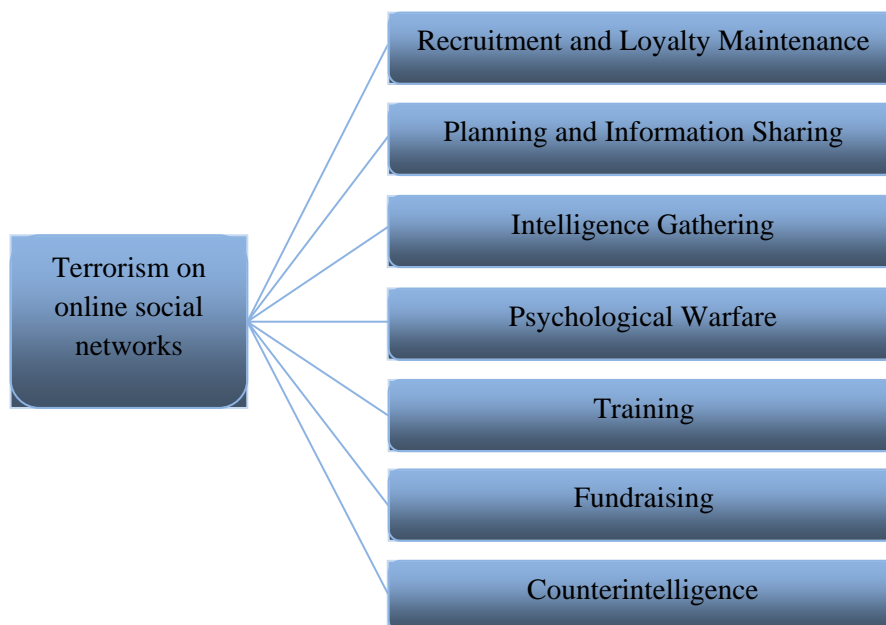 Terrorism on
online social
networks
Recruitment and Loyalty Maintenance
Planning and Information Sharing
Intelligence Gathering
Psychological Warfare
Training
Fundraising
Counterintelligence